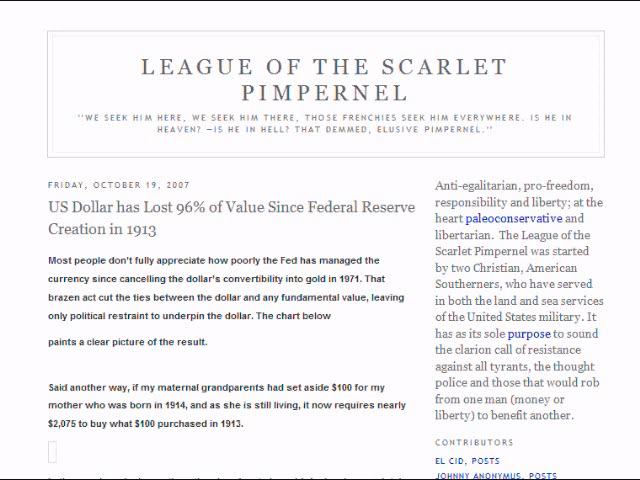 LEAGUE OF THE SCARLET
PIMPERNEL
"WE SEEK HIM HERE, WE SEEK HIM THERE, THOSE FRENCHIES SEEK HIM EVERYWHERE. IS HE IN
HEAVEN? —IS HE IN HELL? THAT DEMMED, ELUSIVE PIMPERNEL."
FRIDAY, OCTOBER 19, 2007
US Dollar has Lost 96% of Value Since Federal Reserve
Creation in 1913
Most people don't fully appreciate how poorly the Fed has managed the
currency since cancelling the dollar's convertibility into gold in 1971. That
brazen act cut the ties between the dollar and any fundamental value, leaving
only political restraint to underpin the dollar. The chart below
paints a clear picture of the result.
Said another way, if my maternal grandparents had set aside $100 for my
mother who was born in 1914, and as she is still living, it now requires nearly
$2,075 to buy what $100 purchased in 1913.
Anti-egalitarian, pro-freedom,
responsibility and liberty; at the
heart paleoconservative and
libertarian. The League of the
Scarlet Pimpernel was started
by two Christian, American
Southerners, who have served
in both the land and sea services
of the United States military. It
has as its sole purpose to sound
the clarion call of resistance
against all tyrants, the thought
police and those that would rob
from one man (money or
liberty) to benefit another.
CONTRIBUTORS
EL CID, POSTS
JOHNNY ANONYMUS, POSTS